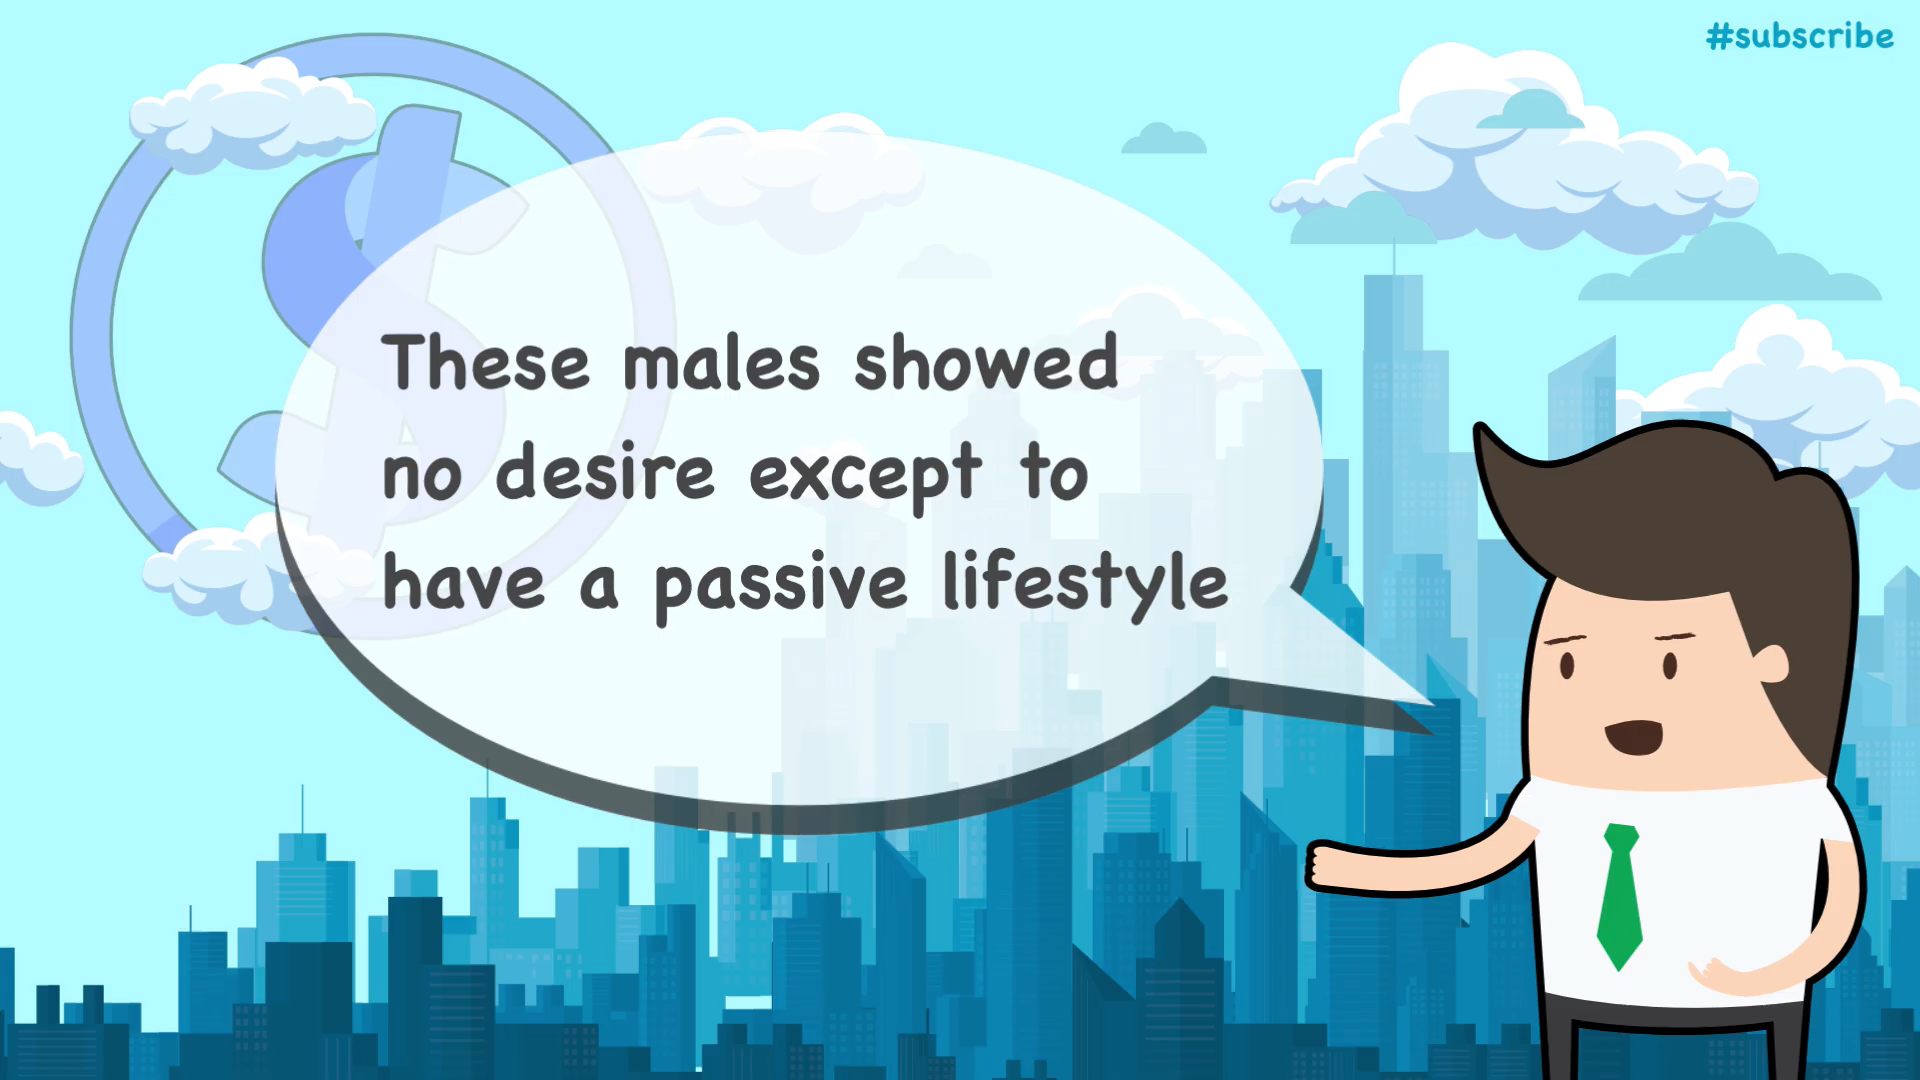 #subscribe
These males showed
no desire except to
have a passive lifestyle